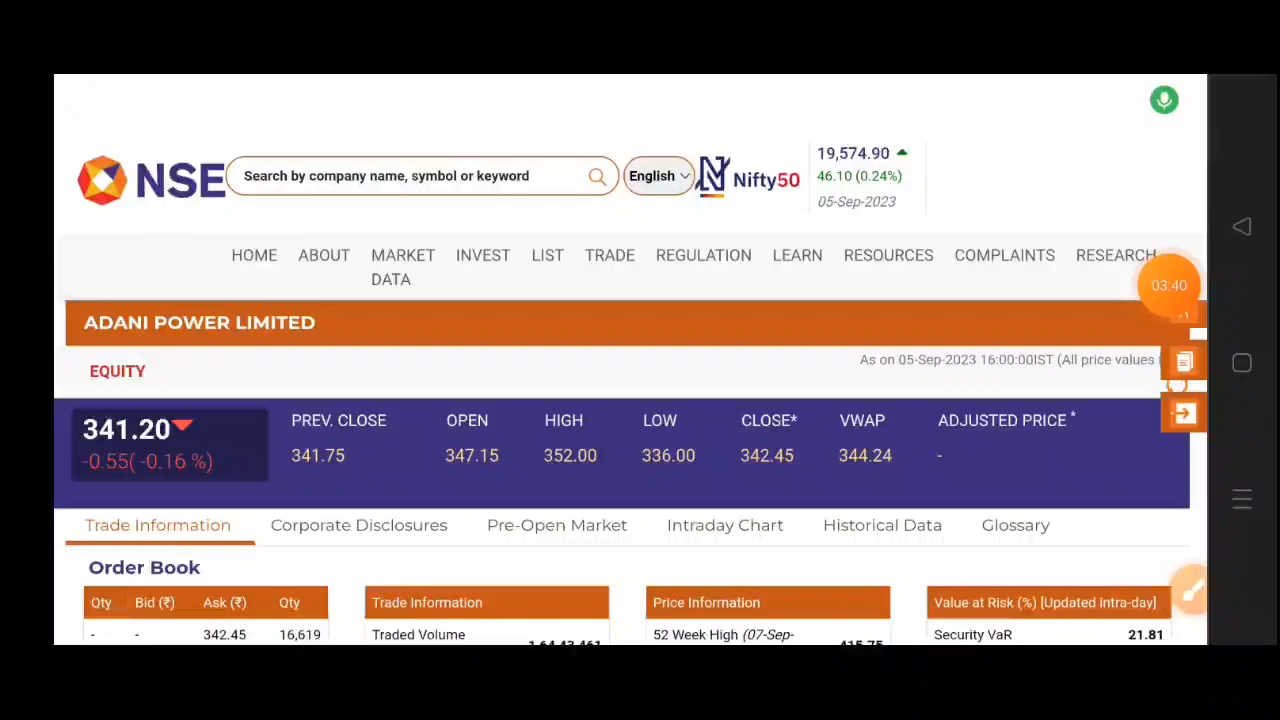 NSE
Search by company name, symbol or keyword
English
Nifty50
19,574.90
46.10 (0.24%)
05-Sep-2023
HOME ABOUT MARKET DATA INVEST LIST TRADE REGULATION LEARN RESOURCES COMPLAINTS RESEARCH
03:40
ADANI POWER LIMITED
As on 05-Sep-2023 16:00:00IST (All price values
EQUITY
341.20
-0.55( -0.16 %)
PREV. CLOSE OPEN HIGH LOW CLOSE* VWAP ADJUSTED PRICE *
341.75 347.15 352.00 336.00 342.45 344.24 -
Trade Information Corporate Disclosures Pre-Open Market Intraday Chart Historical Data Glossary
Order Book
Qty Bid (₹) Ask (₹) Qty
- - 342.45 16,619
Trade Information
Traded Volume
Price Information
52 Week High (07-Sep-
415.75
Value at Risk (%) [Updated intra-day]
Security VaR 21.81